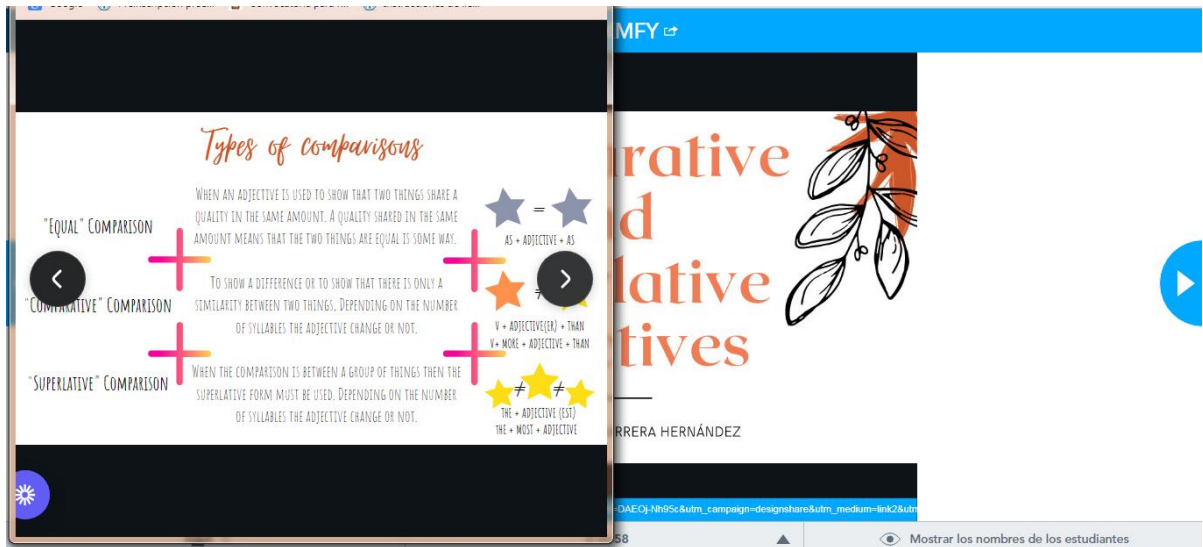 MFY
Types of comparisons
"Equal" Comparison
When an adjective is used to show that two things share a
quality in the same amount. A quality shared in the same
amount means that the two things are equal is some way.
=
as + adjective + as
"Comparative" Comparison
To show a difference or to show that there is only a
similarity between two things. Depending on the number
of syllables the adjective change or not.
V + adjective(er) + than
V+ more + adjective + than
"Superlative" Comparison
When the comparison is between a group of things then the
superlative form must be used. Depending on the number
of syllables the adjective change or not.
≠ ≠
the + adjective (est)
the + most + adjective
rative
d
lative
tives
RRERA HERNÁNDEZ
=DAEOj-Nh95c&utm_campaign=designshare&utm_medium=link2&utm
58
Mostrar los nombres de los estudiantes